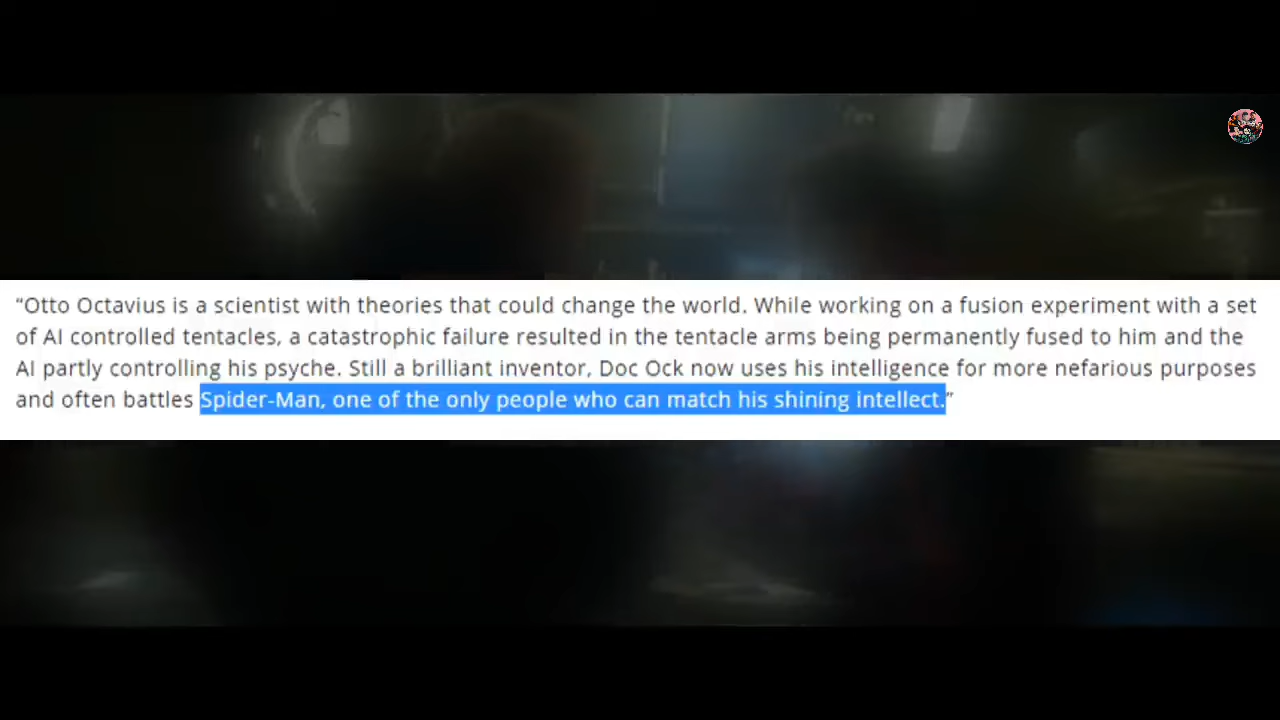 “Otto Octavius is a scientist with theories that could change the world. While working on a fusion experiment with a set
of AI controlled tentacles, a catastrophic failure resulted in the tentacle arms being permanently fused to him and the
AI partly controlling his psyche. Still a brilliant inventor, Doc Ock now uses his intelligence for more nefarious purposes
and often battles Spider-Man, one of the only people who can match his shining intellect.”